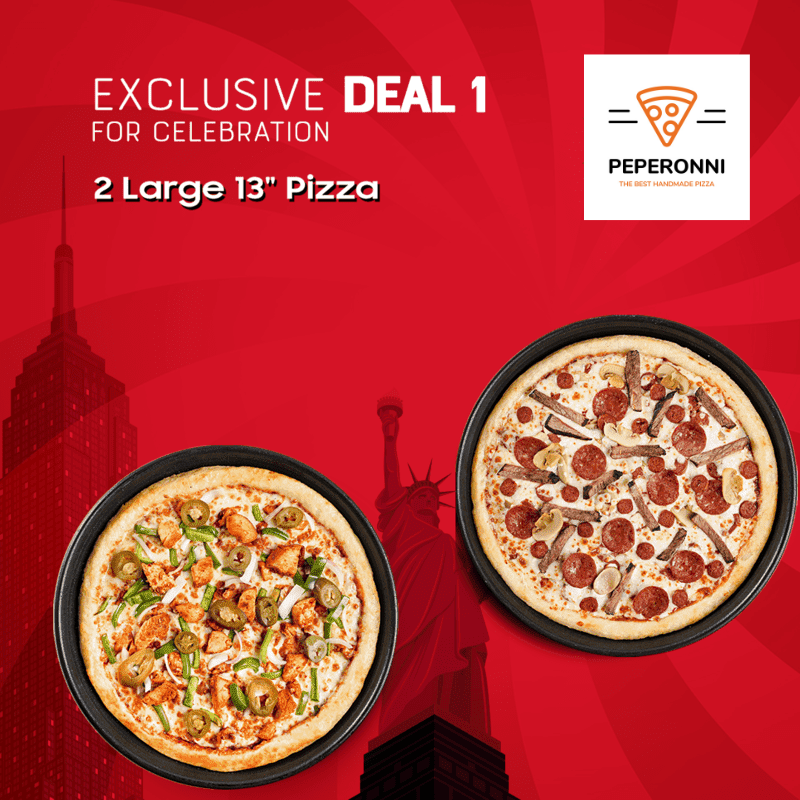 EXCLUSIVE DEAL 1
FOR CELEBRATION
2 Large 13" Pizza
PEPERONNI
THE BEST HANDMADE PIZZA